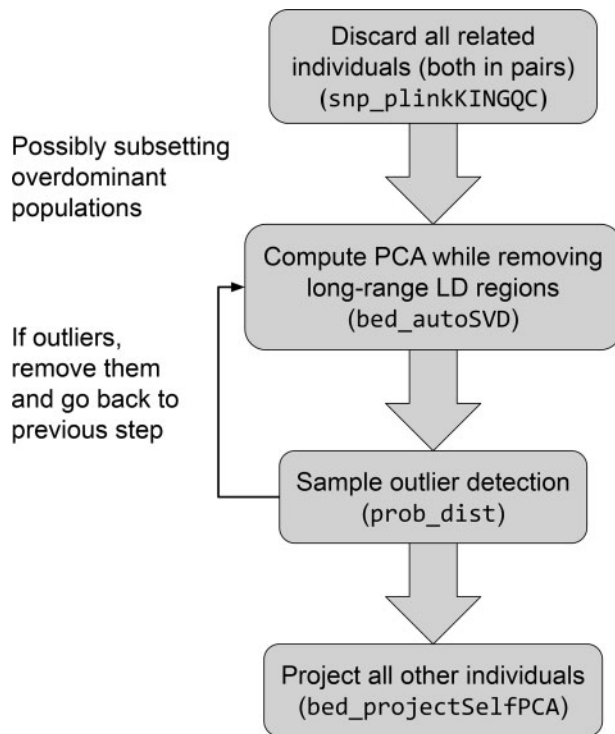 Discard all related
individuals (both in pairs)
(snp_plinkKINGQC)
Possibly subsetting
overdominant
populations
Compute PCA while removing
long-range LD regions
(bed_autoSVD)
If outliers,
remove them
and go back to
previous step
Sample outlier detection
(prob_dist)
Project all other individuals
(bed_projectSelfPCA)